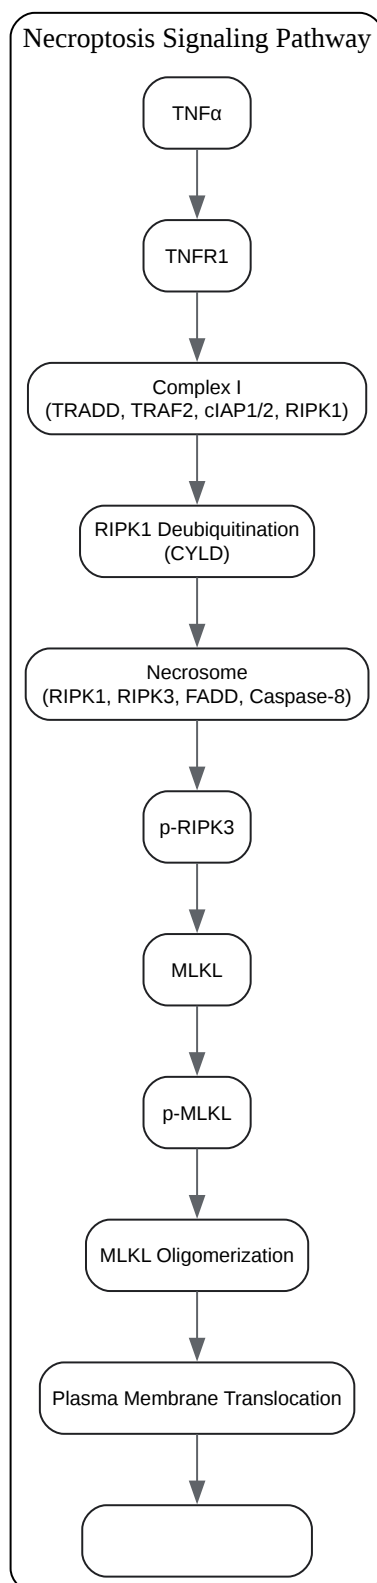 Necroptosis Signaling Pathway
TNFα
TNFR1
Complex I
(TRADD, TRAF2, cIAP1/2, RIPK1)
RIPK1 Deubiquitination
(CYLD)
Necrosome
(RIPK1, RIPK3, FADD, Caspase-8)
p-RIPK3
MLKL
p-MLKL
MLKL Oligomerization
Plasma Membrane Translocation